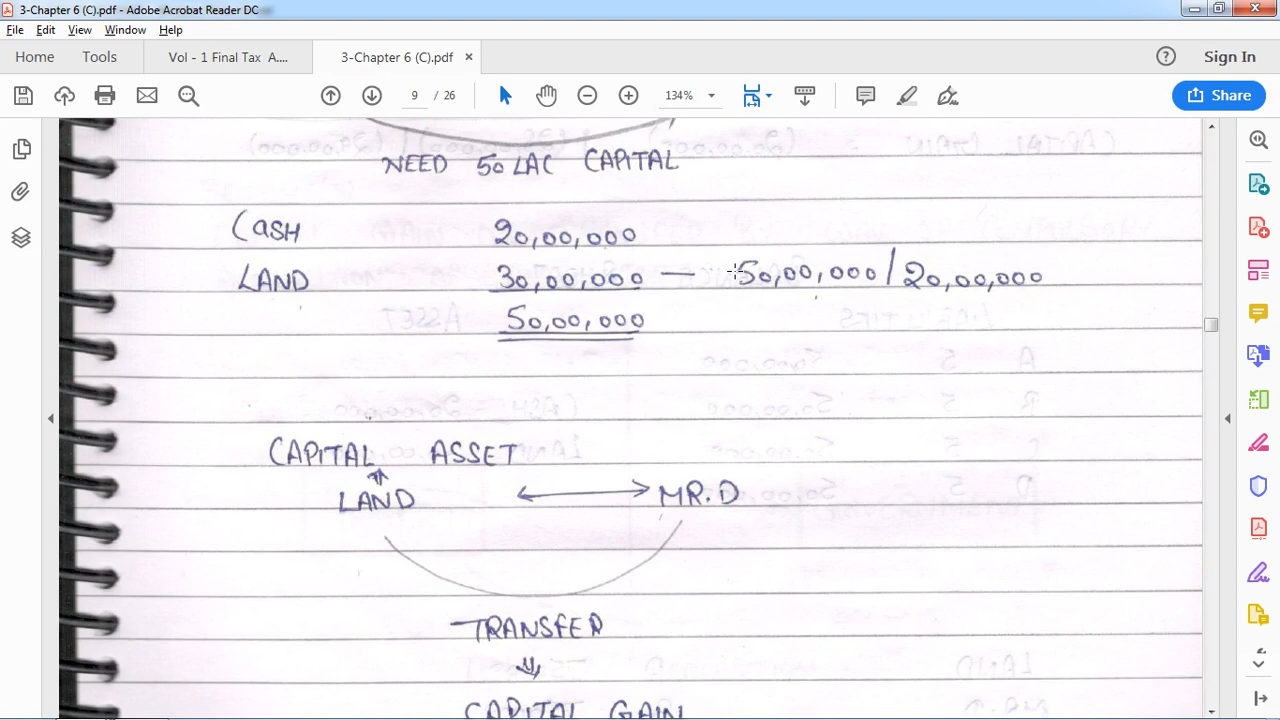 3-Chapter 6 (C).pdf - Adobe Acrobat Reader DC
File Edit View Window Help
Home Tools Vol - 1 Final Tax A.... 3-Chapter 6 (C).pdf × ? Sign In
9 / 26 134% Share
NEED 50 LAC CAPITAL
CASH 20,00,000
LAND 30,00,000 — 50,00,000 / 20,00,000
50,00,000
CAPITAL ASSET
LAND MR. D
TRANSFER
CAPITAL GAIN